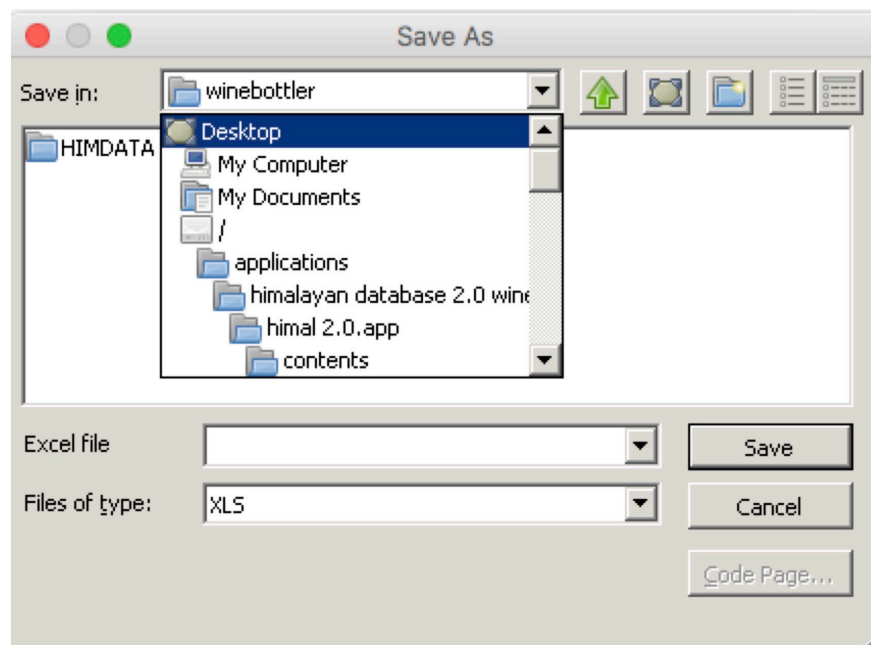 Save As
Save in:
winebottler
HIMDATA
Desktop
My Computer
My Documents
/
applications
himalayan database 2.0 wine
himal 2.0.app
contents
Excel file
Save
Files of type:
XLS
Cancel
Code Page...